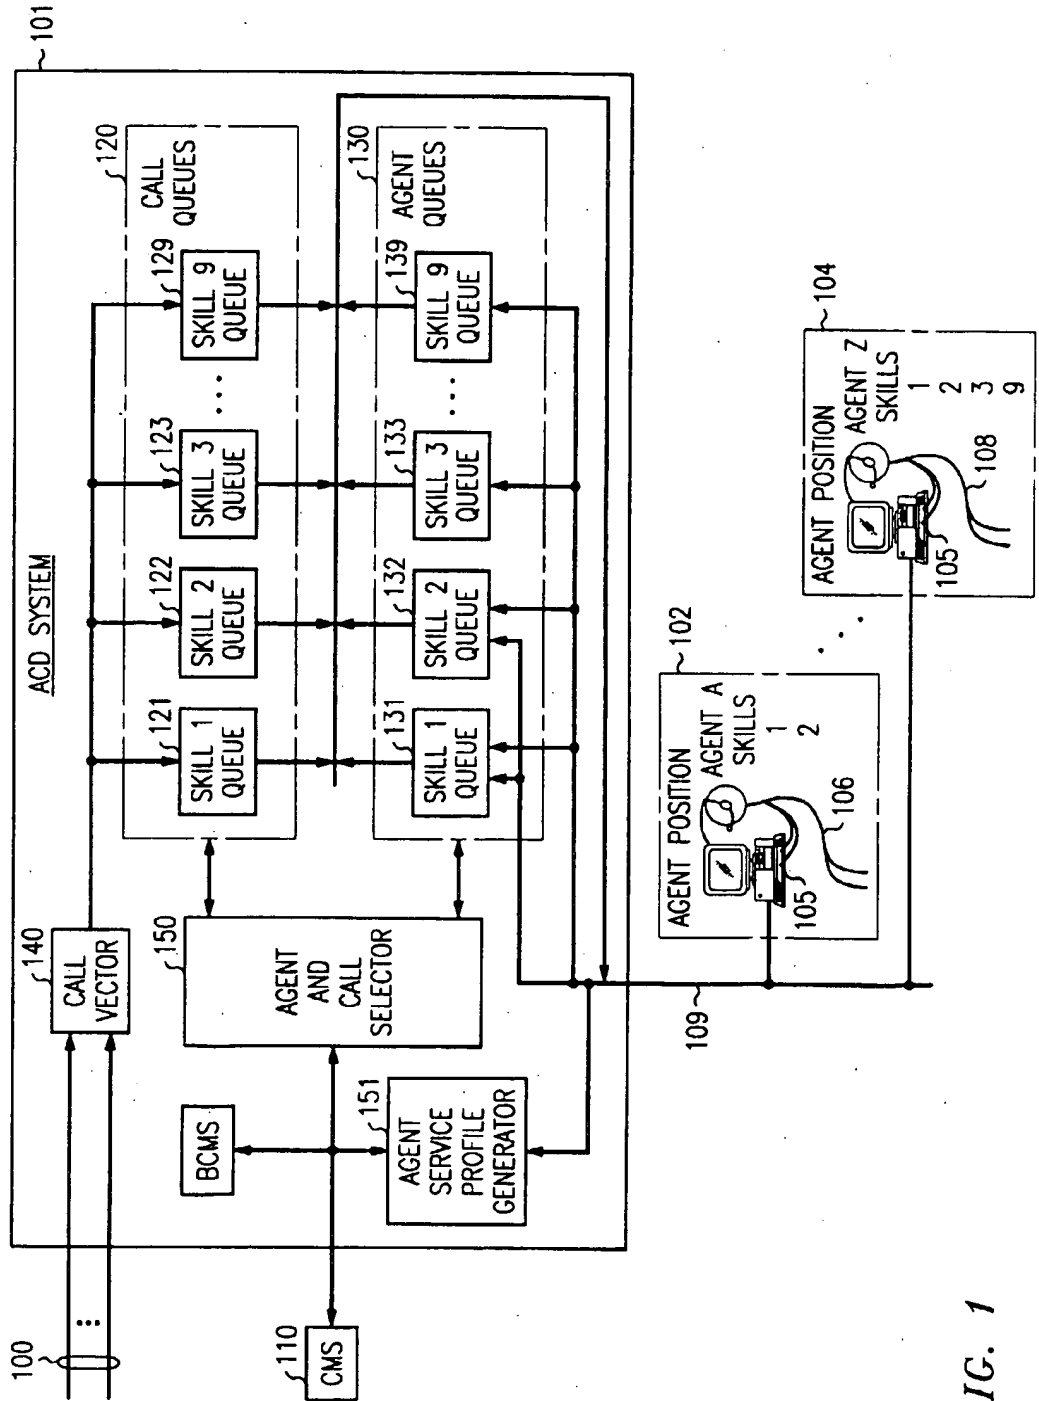 100
CALL
VECTOR
140
ACD SYSTEM
101
120
CALL
QUEUES
121
SKILL 1
QUEUE
122
SKILL 2
QUEUE
123
SKILL 3
QUEUE
...
129
SKILL 9
QUEUE
130
AGENT
QUEUES
131
SKILL 1
QUEUE
132
SKILL 2
QUEUE
133
SKILL 3
QUEUE
...
139
SKILL 9
QUEUE
150
AGENT
AND
CALL
SELECTOR
BCMS
110
CMS
151
AGENT
SERVICE
PROFILE
GENERATOR
109
102
AGENT POSITION
AGENT A
SKILLS
1
2
105
106
...
104
AGENT POSITION
AGENT Z
SKILLS
1
2
3
9
105
108
IG. 1